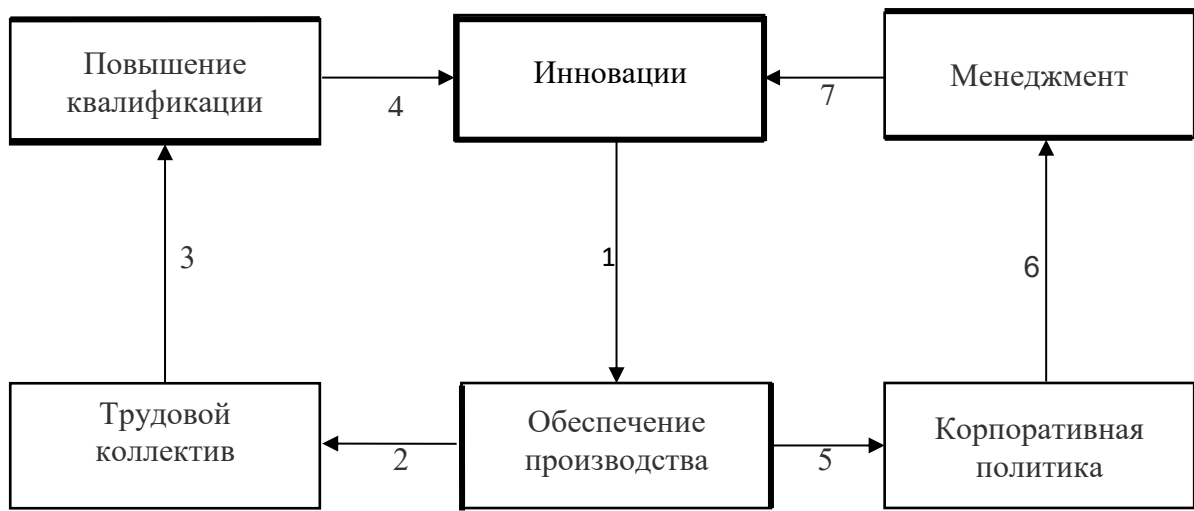 Повышение
квалификации
4
Инновации
7
Менеджмент
3
1
6
Трудовой
коллектив
2
Обеспечение
производства
5
Корпоративная
политика